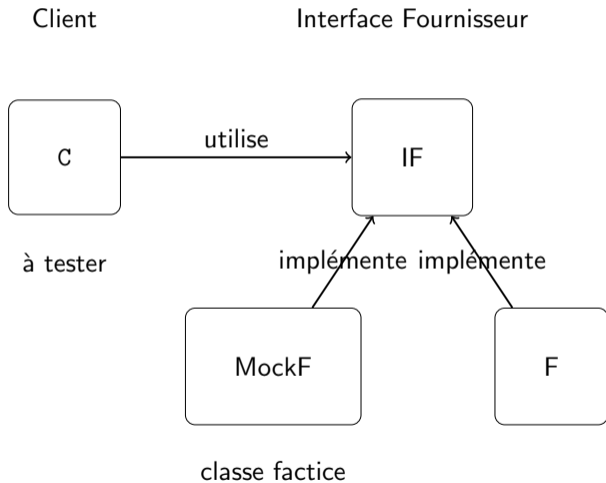 Client
Interface Fournisseur
C
utilise
IF
à tester
implémente
implémente
MockF
F
classe factice